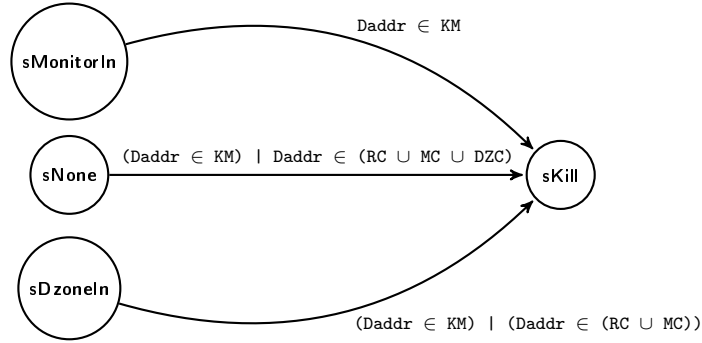 Daddr ∈ KM
sMonitorIn
(Daddr ∈ KM) | Daddr ∈ (RC ∪ MC ∪ DZC)
sNone
sKill
sDzoneIn
(Daddr ∈ KM) | (Daddr ∈ (RC ∪ MC))